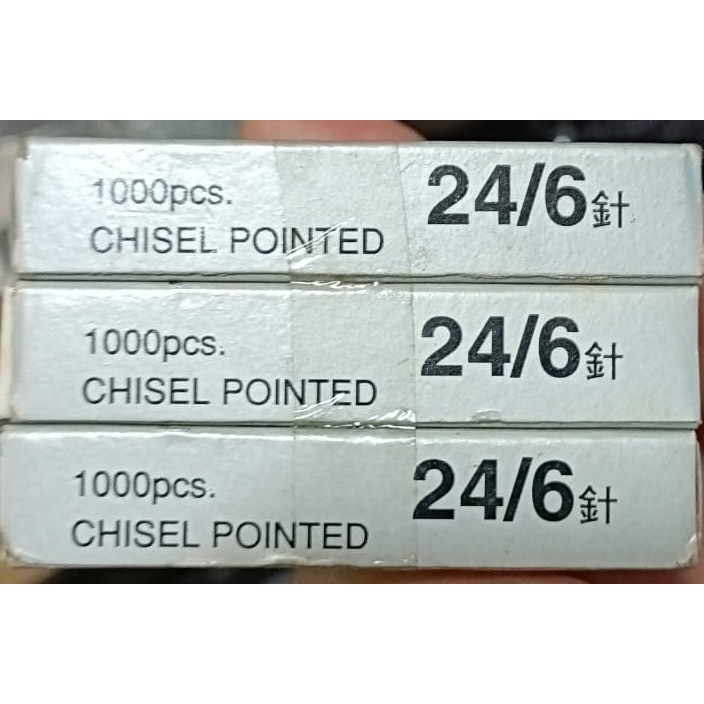 1000pcs.
CHISEL POINTED
24/6針
1000pcs.
CHISEL POINTED
24/6針
1000pcs.
CHISEL POINTED
24/6針